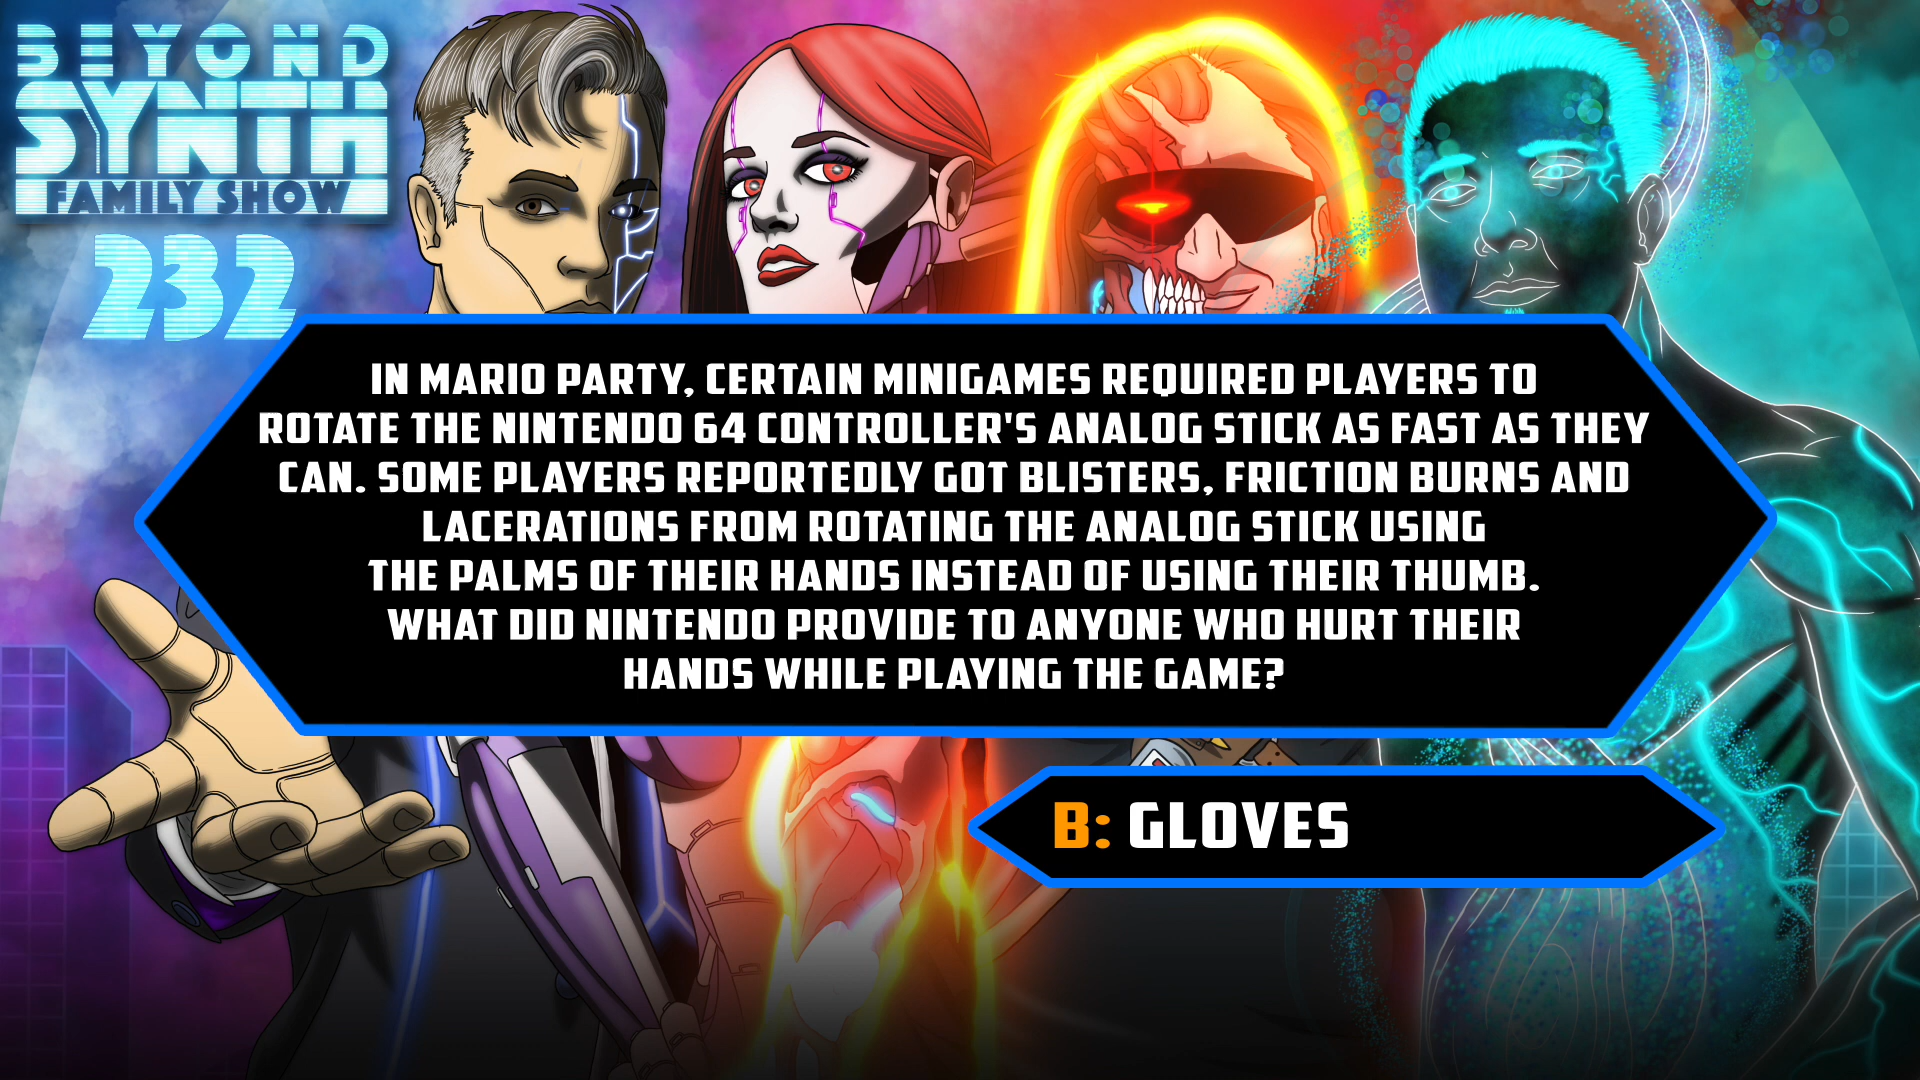 BEYOND
SYNTH
FAMILY SHOW
232
IN MARIO PARTY, CERTAIN MINIGAMES REQUIRED PLAYERS TO
ROTATE THE NINTENDO 64 CONTROLLER'S ANALOG STICK AS FAST AS THEY
CAN. SOME PLAYERS REPORTEDLY GOT BLISTERS, FRICTION BURNS AND
LACERATIONS FROM ROTATING THE ANALOG STICK USING
THE PALMS OF THEIR HANDS INSTEAD OF USING THEIR THUMB.
WHAT DID NINTENDO PROVIDE TO ANYONE WHO HURT THEIR
HANDS WHILE PLAYING THE GAME?
B: GLOVES